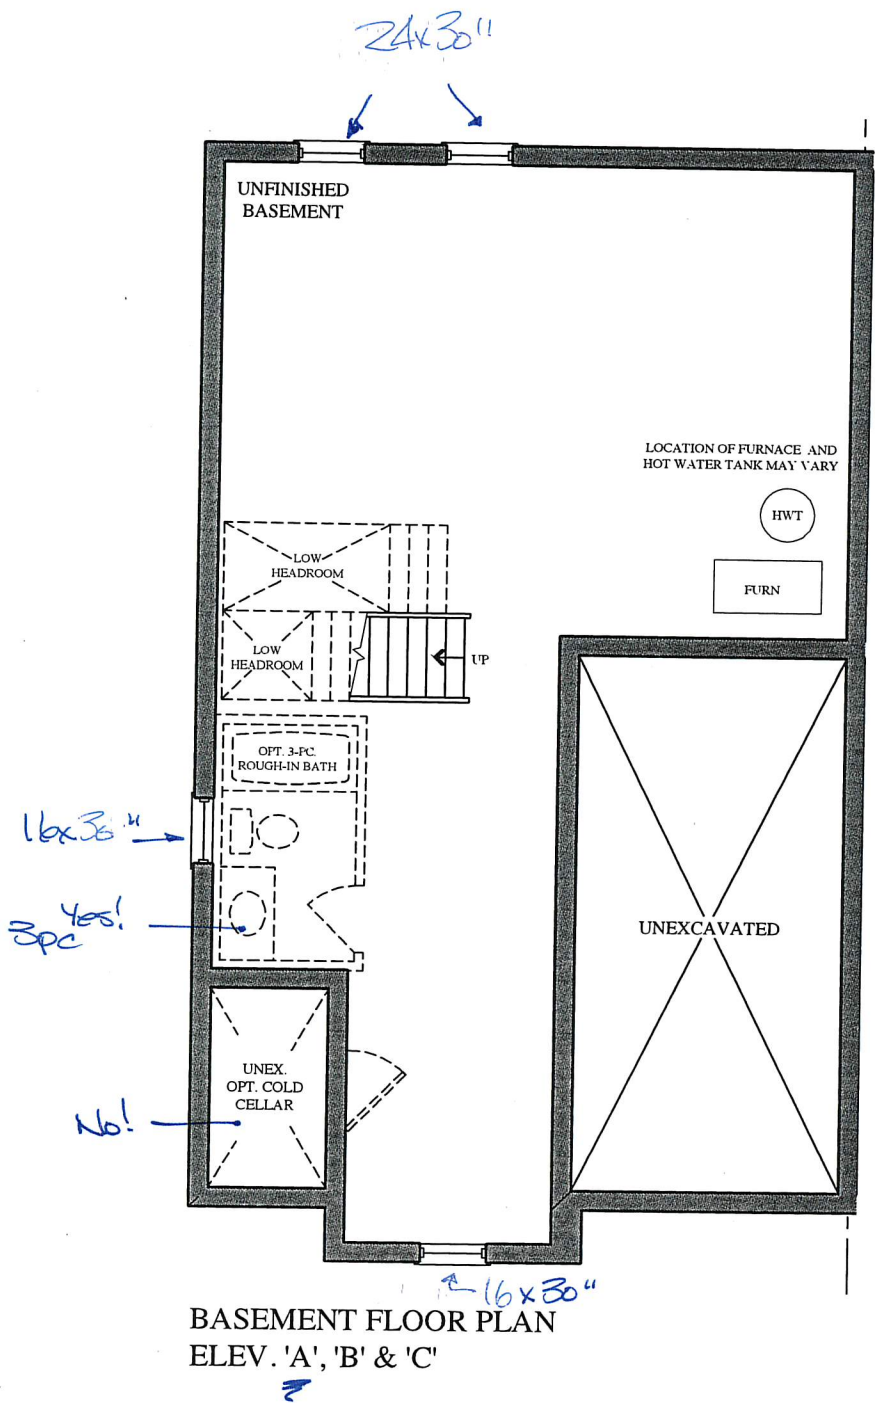 24x30"
UNFINISHED
BASEMENT
LOCATION OF FURNACE AND
HOT WATER TANK MAY VARY
HWT
FURN
LOW
HEADROOM
LOW
HEADROOM
UP
OPT. 3-PC.
ROUGH-IN BATH
16x30"
Yes!
3pc
UNEXCAVATED
UNEX.
OPT. COLD
CELLAR
No!
16x30"
BASEMENT FLOOR PLAN
ELEV. 'A', 'B' & 'C'